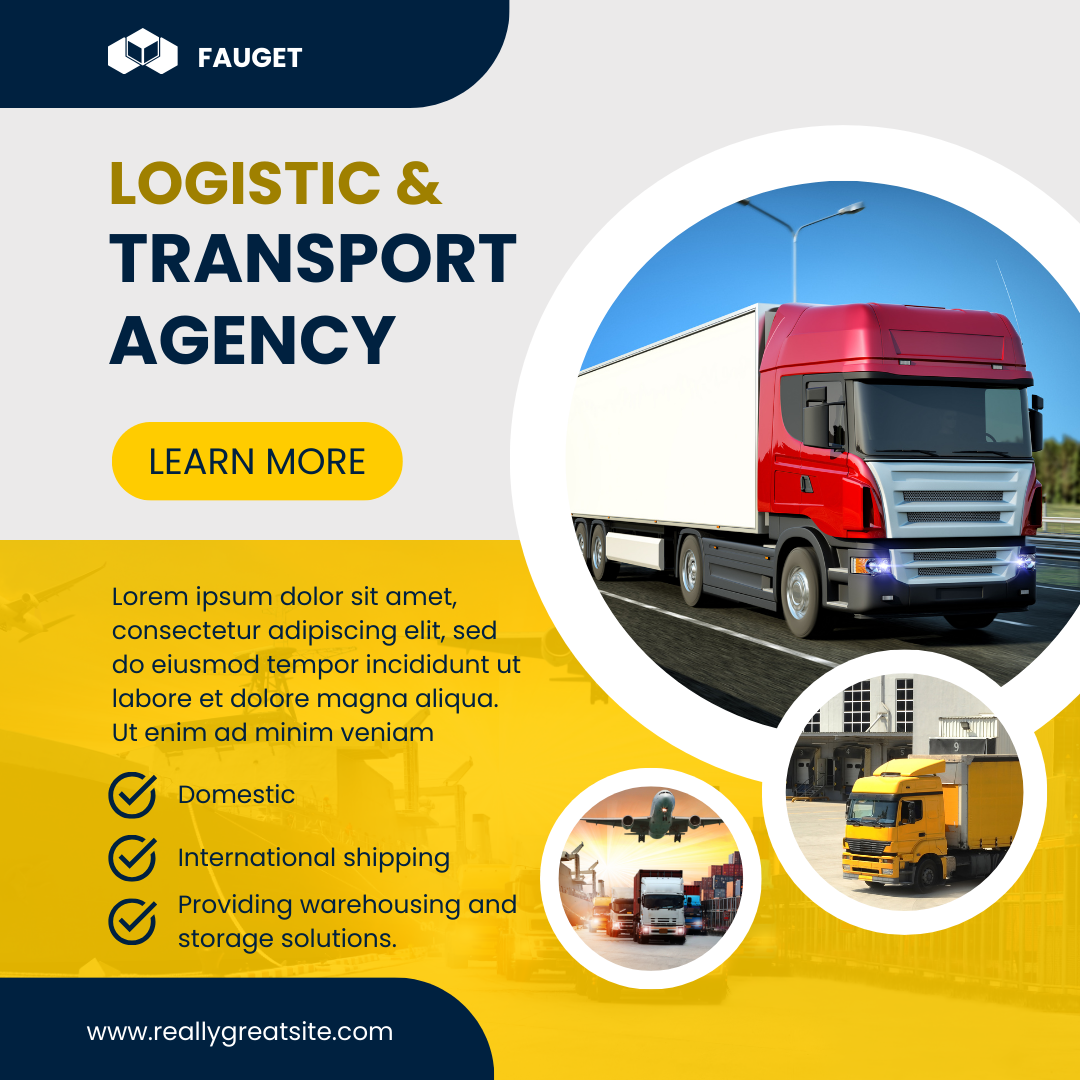 FAUGET
LOGISTIC &
TRANSPORT
AGENCY
LEARN MORE
Lorem ipsum dolor sit amet,
consectetur adipiscing elit, sed
do eiusmod tempor incididunt ut
labore et dolore magna aliqua.
Ut enim ad minim veniam
Domestic
International shipping
Providing warehousing and
storage solutions.
9
www.reallygreatsite.com